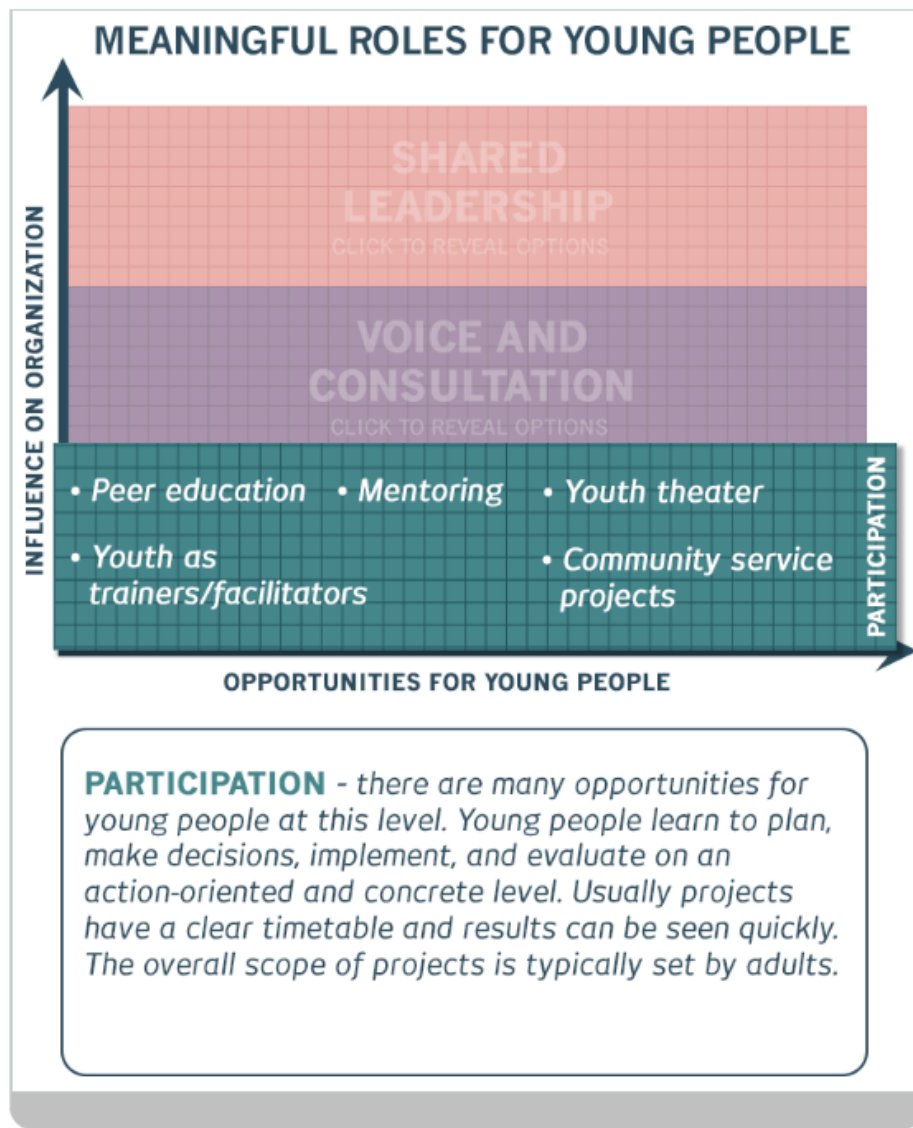 MEANINGFUL ROLES FOR YOUNG PEOPLE
INFLUENCE ON ORGANIZATION
SHARED
LEADERSHIP
CLICK TO REVEAL OPTIONS
VOICE AND
CONSULTATION
CLICK TO REVEAL OPTIONS
• Peer education • Mentoring • Youth theater
• Youth as
trainers/facilitators
• Community service
projects
PARTICIPATION
OPPORTUNITIES FOR YOUNG PEOPLE
PARTICIPATION - there are many opportunities for
young people at this level. Young people learn to plan,
make decisions, implement, and evaluate on an
action-oriented and concrete level. Usually projects
have a clear timetable and results can be seen quickly.
The overall scope of projects is typically set by adults.